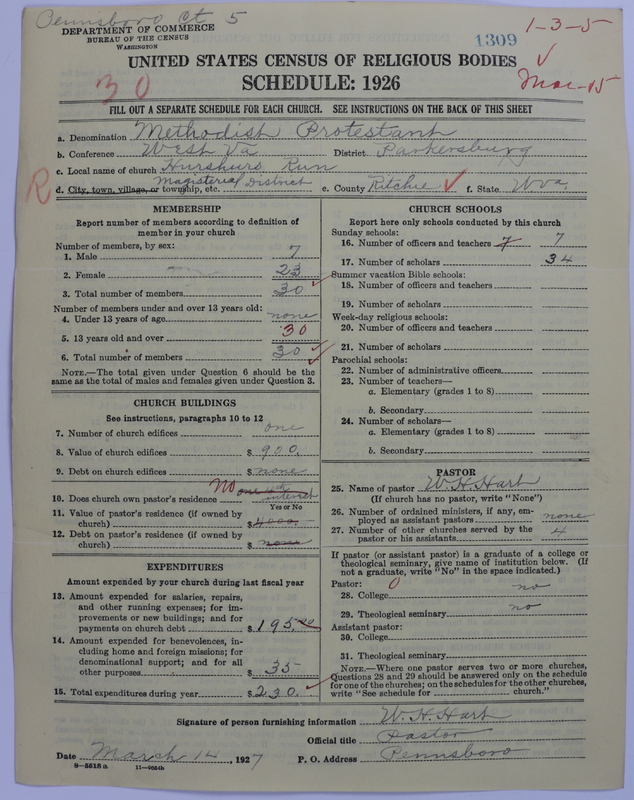 Pennsboro Ct 5
DEPARTMENT OF COMMERCE
BUREAU OF THE CENSUS
WASHINGTON
1309
1-3-5
UNITED STATES CENSUS OF RELIGIOUS BODIES
SCHEDULE: 1926
30
Mar-15
FILL OUT A SEPARATE SCHEDULE FOR EACH CHURCH. SEE INSTRUCTIONS ON THE BACK OF THIS SHEET
a. Denomination Methodist Protestant
b. Conference West Va District Parkersburg
c. Local name of church Hushurs Run
R
d. City, town, village, or township, etc. Magisterial District e. County Ritchie f. State W va.
MEMBERSHIP
Report number of members according to definition of
member in your church
Number of members, by sex:
1. Male 7
2. Female 23
3. Total number of members 30
Number of members under and over 13 years old:
4. Under 13 years of age none
5. 13 years old and over 30
6. Total number of members 30
NOTE.—The total given under Question 6 should be the
same as the total of males and females given under Question 3.
CHURCH BUILDINGS
See instructions, paragraphs 10 to 12
7. Number of church edifices one
8. Value of church edifices $ 900.
9. Debt on church edifices $ none
10. Does church own pastor's residence No one 4th interest
Yes or No
11. Value of pastor's residence (if owned by
church) $ 4000.
12. Debt on pastor's residence (if owned by
church) $ none
EXPENDITURES
Amount expended by your church during last fiscal year
13. Amount expended for salaries, repairs,
and other running expenses; for im-
provements or new buildings; and for
payments on church debt $ 195.00
14. Amount expended for benevolences, in-
cluding home and foreign missions; for
denominational support; and for all
other purposes $ 35
15. Total expenditures during year $ 230.
CHURCH SCHOOLS
Report here only schools conducted by this church
Sunday schools:
16. Number of officers and teachers 7 7
17. Number of scholars 34
Summer vacation Bible schools:
18. Number of officers and teachers
19. Number of scholars
Week-day religious schools:
20. Number of officers and teachers
21. Number of scholars
Parochial schools:
22. Number of administrative officers
23. Number of teachers—
a. Elementary (grades 1 to 8)
b. Secondary
24. Number of scholars—
a. Elementary (grades 1 to 8)
b. Secondary
PASTOR
25. Name of pastor W. H. Hart
(If church has no pastor, write "None")
26. Number of ordained ministers, if any, em-
ployed as assistant pastors none
27. Number of other churches served by the
pastor or his assistants 4
If pastor (or assistant pastor) is a graduate of a college or
theological seminary, give name of institution below. (If
not a graduate, write "No" in the space indicated.)
Pastor: 0
28. College no
29. Theological seminary no
Assistant pastor:
30. College
31. Theological seminary
NOTE.—Where one pastor serves two or more churches,
Questions 28 and 29 should be answered only on the schedule
for one of the churches; on the schedules for the other churches,
write "See schedule for church."
Signature of person furnishing information W. H. Hart
Official title Pastor
Date March 14, 1927 P. O. Address Pennsboro
8—5518 a 11—9054b